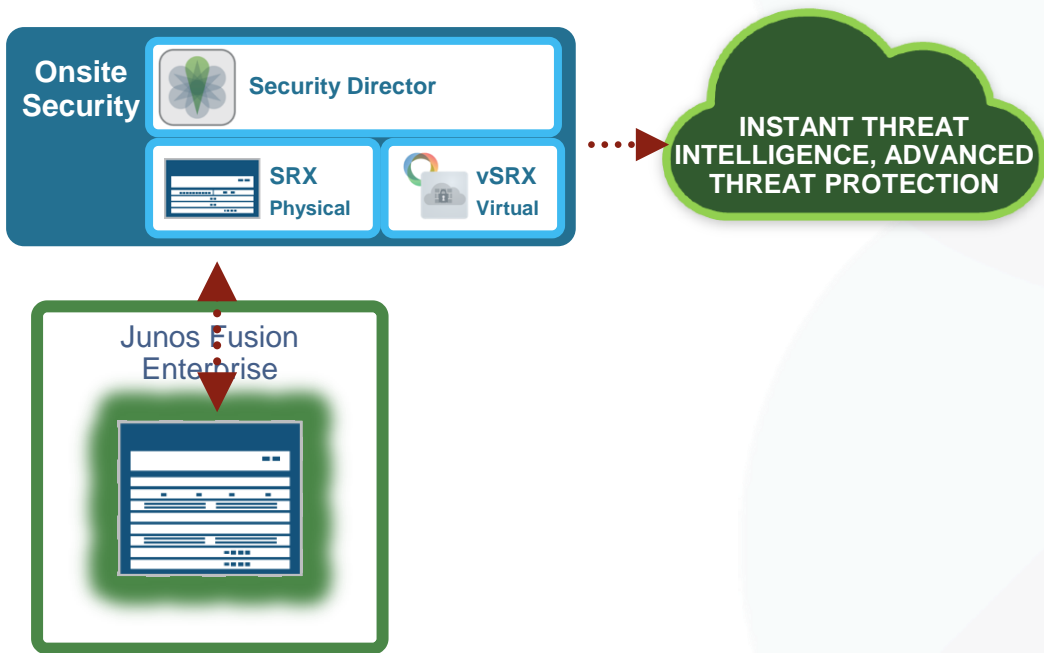 Onsite
Security
Security Director
SRX
Physical
vSRX
Virtual
INSTANT THREAT
INTELLIGENCE, ADVANCED
THREAT PROTECTION
Junos Fusion
Enterprise